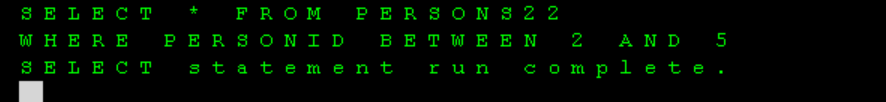 SELECT * FROM PERSONS22
WHERE PERSONID BETWEEN 2 AND 5
SELECT statement run complete.